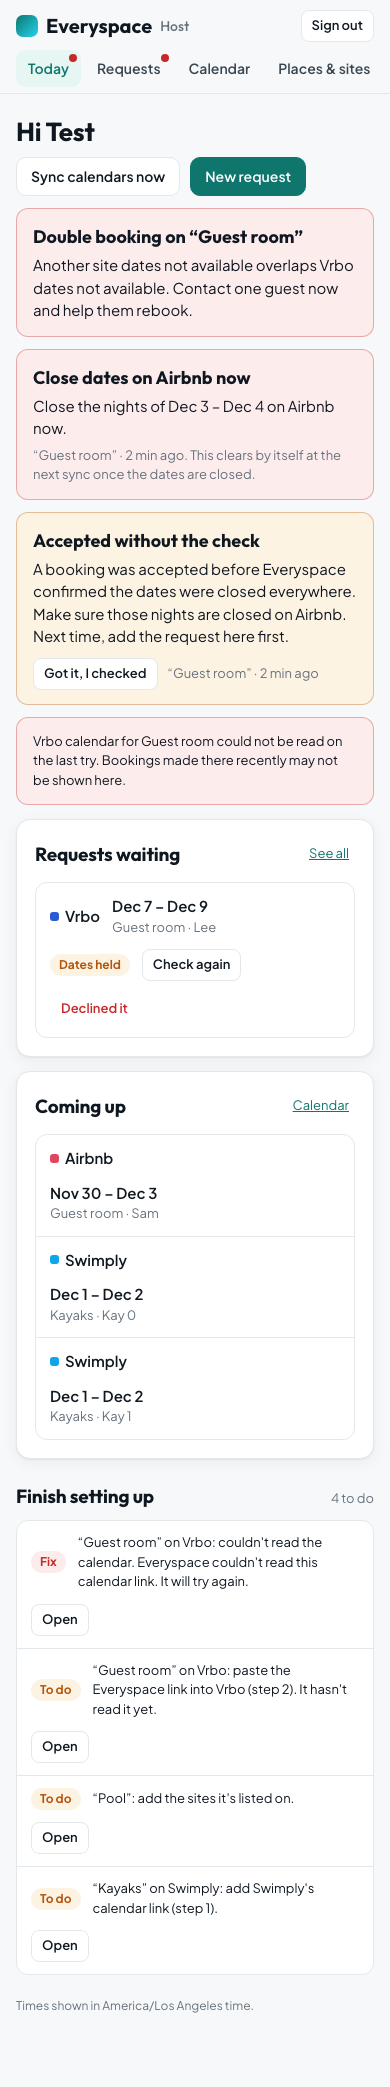 Everyspace Host
Sign out
Today
Requests
Calendar
Places & sites
Hi Test
Sync calendars now
New request
Double booking on “Guest room”
Another site dates not available overlaps Vrbo
dates not available. Contact one guest now
and help them rebook.
Close dates on Airbnb now
Close the nights of Dec 3 – Dec 4 on Airbnb
now.
“Guest room” · 2 min ago. This clears by itself at the
next sync once the dates are closed.
Accepted without the check
A booking was accepted before Everyspace
confirmed the dates were closed everywhere.
Make sure those nights are closed on Airbnb.
Next time, add the request here first.
Got it, I checked
“Guest room” · 2 min ago
Vrbo calendar for Guest room could not be read on
the last try. Bookings made there recently may not
be shown here.
Requests waiting
See all
Vrbo
Dec 7 – Dec 9
Guest room · Lee
Dates held
Check again
Declined it
Coming up
Calendar
Airbnb
Nov 30 – Dec 3
Guest room · Sam
Swimply
Dec 1 – Dec 2
Kayaks · Kay 0
Swimply
Dec 1 – Dec 2
Kayaks · Kay 1
Finish setting up
4 to do
Fix
“Guest room” on Vrbo: couldn't read the
calendar. Everyspace couldn't read this
calendar link. It will try again.
Open
To do
“Guest room” on Vrbo: paste the
Everyspace link into Vrbo (step 2). It hasn't
read it yet.
Open
To do
“Pool”: add the sites it's listed on.
Open
To do
“Kayaks” on Swimply: add Swimply's
calendar link (step 1).
Open
Times shown in America/Los Angeles time.